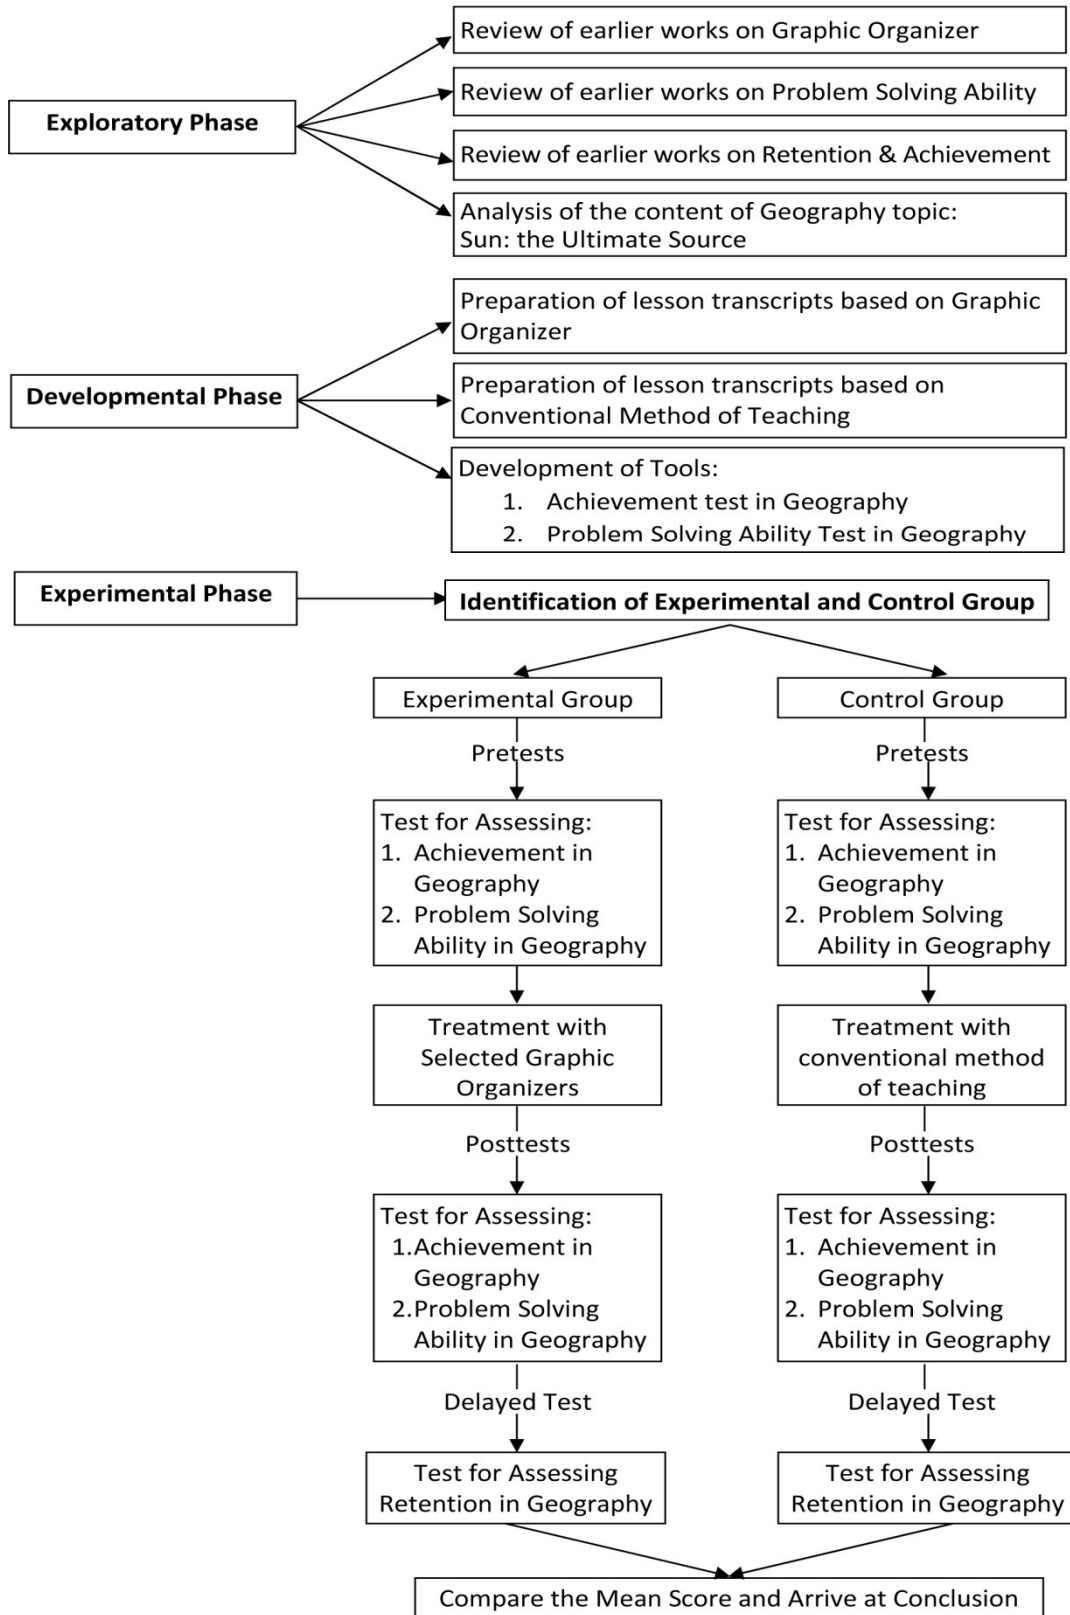 Exploratory Phase
Review of earlier works on Graphic Organizer
Review of earlier works on Problem Solving Ability
Review of earlier works on Retention & Achievement
Analysis of the content of Geography topic:
Sun: the Ultimate Source
Developmental Phase
Preparation of lesson transcripts based on Graphic
Organizer
Preparation of lesson transcripts based on
Conventional Method of Teaching
Development of Tools:
1. Achievement test in Geography
2. Problem Solving Ability Test in Geography
Experimental Phase
Identification of Experimental and Control Group
Experimental Group
Pretests
Test for Assessing:
1. Achievement in
Geography
2. Problem Solving
Ability in Geography
Treatment with
Selected Graphic
Organizers
Posttests
Test for Assessing:
1.Achievement in
Geography
2.Problem Solving
Ability in Geography
Delayed Test
Test for Assessing
Retention in Geography
Control Group
Pretests
Test for Assessing:
1. Achievement in
Geography
2. Problem Solving
Ability in Geography
Treatment with
conventional method
of teaching
Posttests
Test for Assessing:
1. Achievement in
Geography
2. Problem Solving
Ability in Geography
Delayed Test
Test for Assessing
Retention in Geography
Compare the Mean Score and Arrive at Conclusion